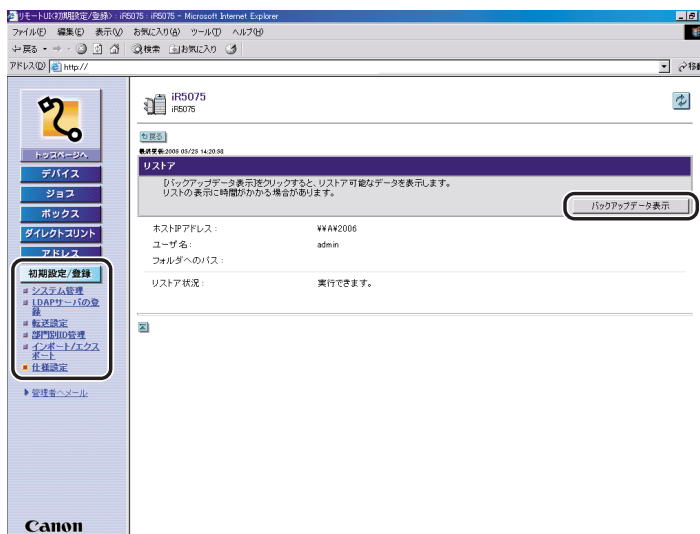 リモートUI<初期設定/登録> : iR5075 : iR5075 - Microsoft Internet Explorer
ファイル(F) 編集(E) 表示(V) お気に入り(A) ツール(T) ヘルプ(H)
戻る 検索 お気に入り
アドレス(D) http:// 移動
iR5075
iR5075
戻る
リストア
[バックアップデータ表示]をクリックすると、リストア可能なデータを表示します。
リストの表示に時間がかかる場合があります。
バックアップデータ表示
ホストIPアドレス : ¥¥A¥2006
ユーザ名 : admin
フォルダへのパス :
リストア状況 : 実行できます。
トップページへ
デバイス
ジョブ
ボックス
ダイレクトプリント
アドレス
初期設定/登録
システム管理
LDAPサーバの登
録
転送設定
部門別ID管理
インポート/エクス
ポート
仕様設定
管理者へメール
Canon